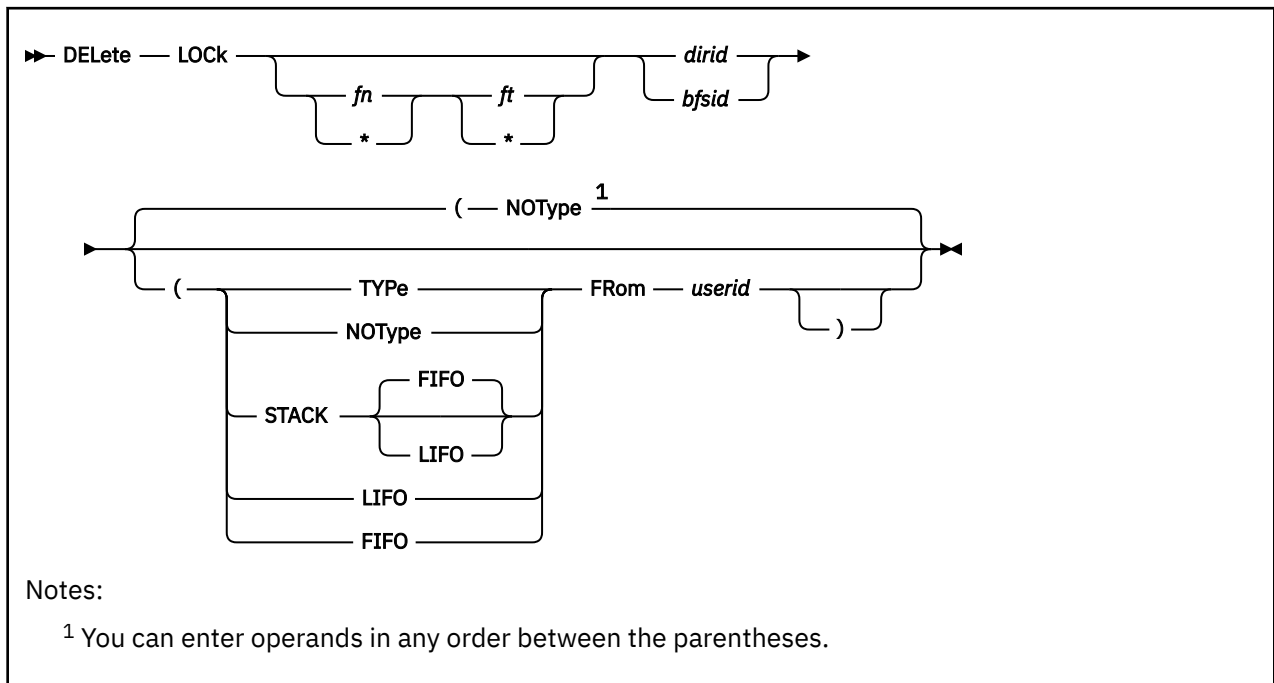 DELete LOCk dirid
fn ft bfsid
* *
( NOType 1
( TYPe FRom userid
NOType )
FIFO
STACK
LIFO
LIFO
FIFO
Notes:
1 You can enter operands in any order between the parentheses.